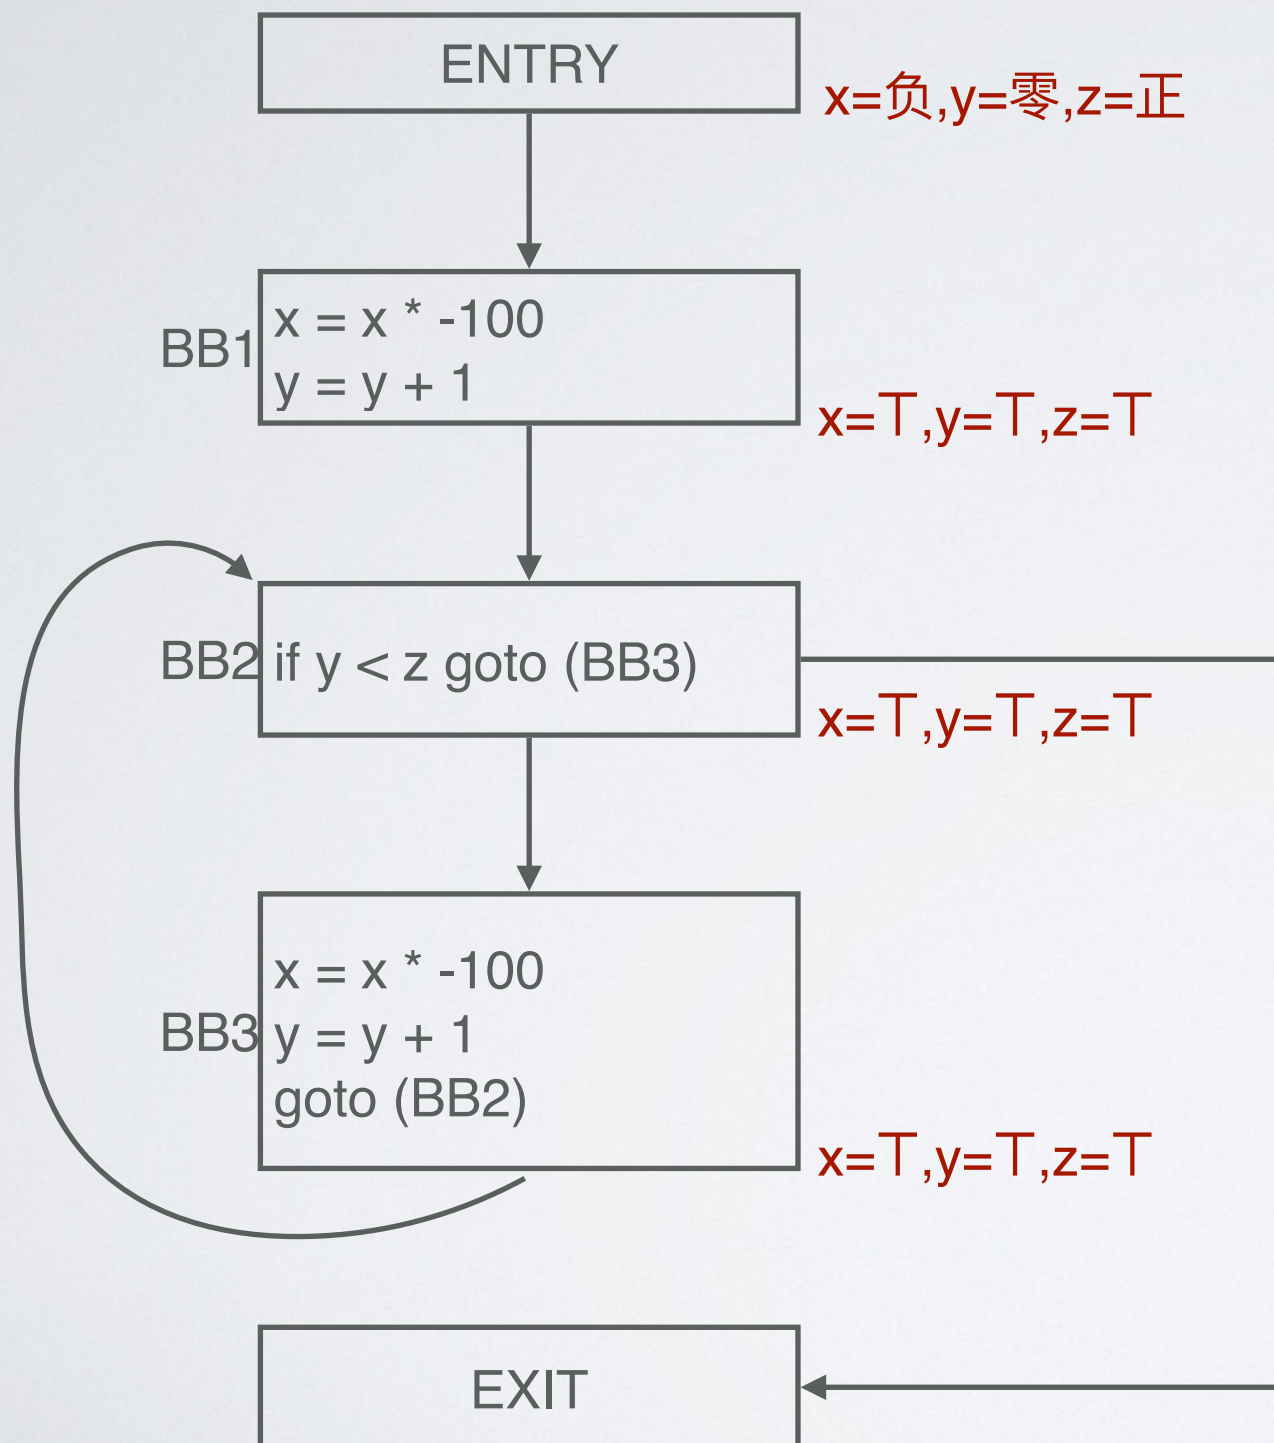 ENTRY
x=负,y=零,z=正
BB1
x = x * -100
y = y + 1
x=⊤,y=⊤,z=⊤
BB2
if y < z goto (BB3)
x=⊤,y=⊤,z=⊤
BB3
x = x * -100
y = y + 1
goto (BB2)
x=⊤,y=⊤,z=⊤
EXIT